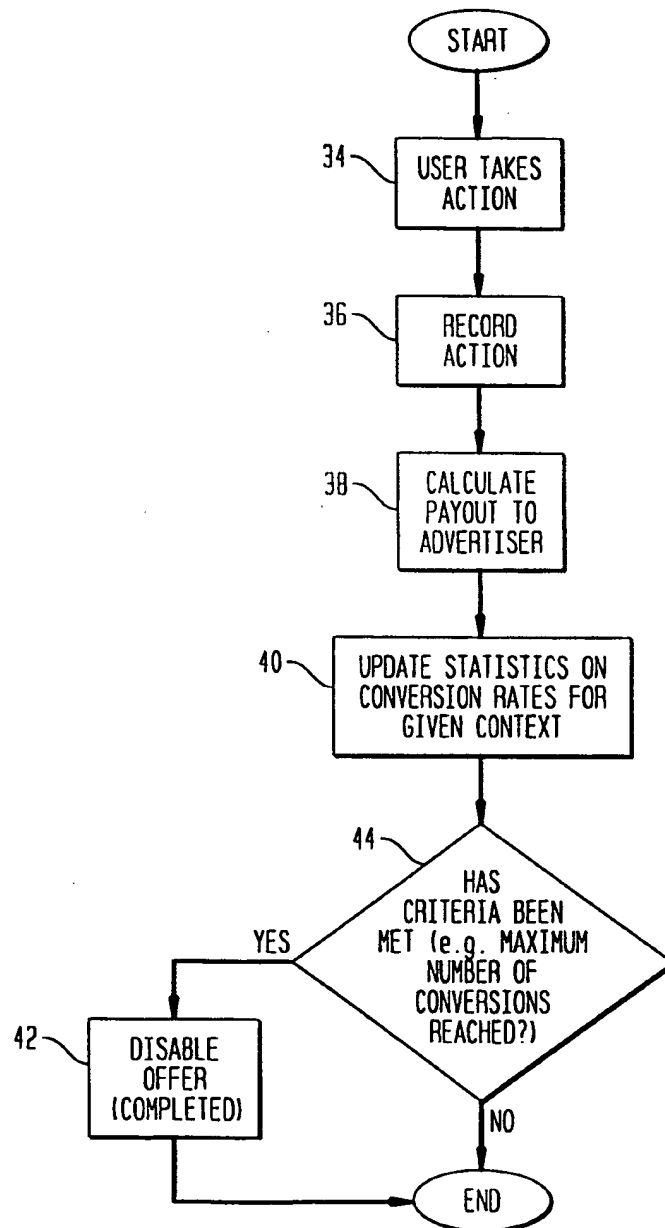 START
34
USER TAKES
ACTION
36
RECORD
ACTION
38
CALCULATE
PAYOUT TO
ADVERTISER
40
UPDATE STATISTICS ON
CONVERSION RATES FOR
GIVEN CONTEXT
44
HAS
CRITERIA BEEN
MET (e.g. MAXIMUM
NUMBER OF
CONVERSIONS
REACHED?)
YES
42
DISABLE
OFFER
(COMPLETED)
NO
END